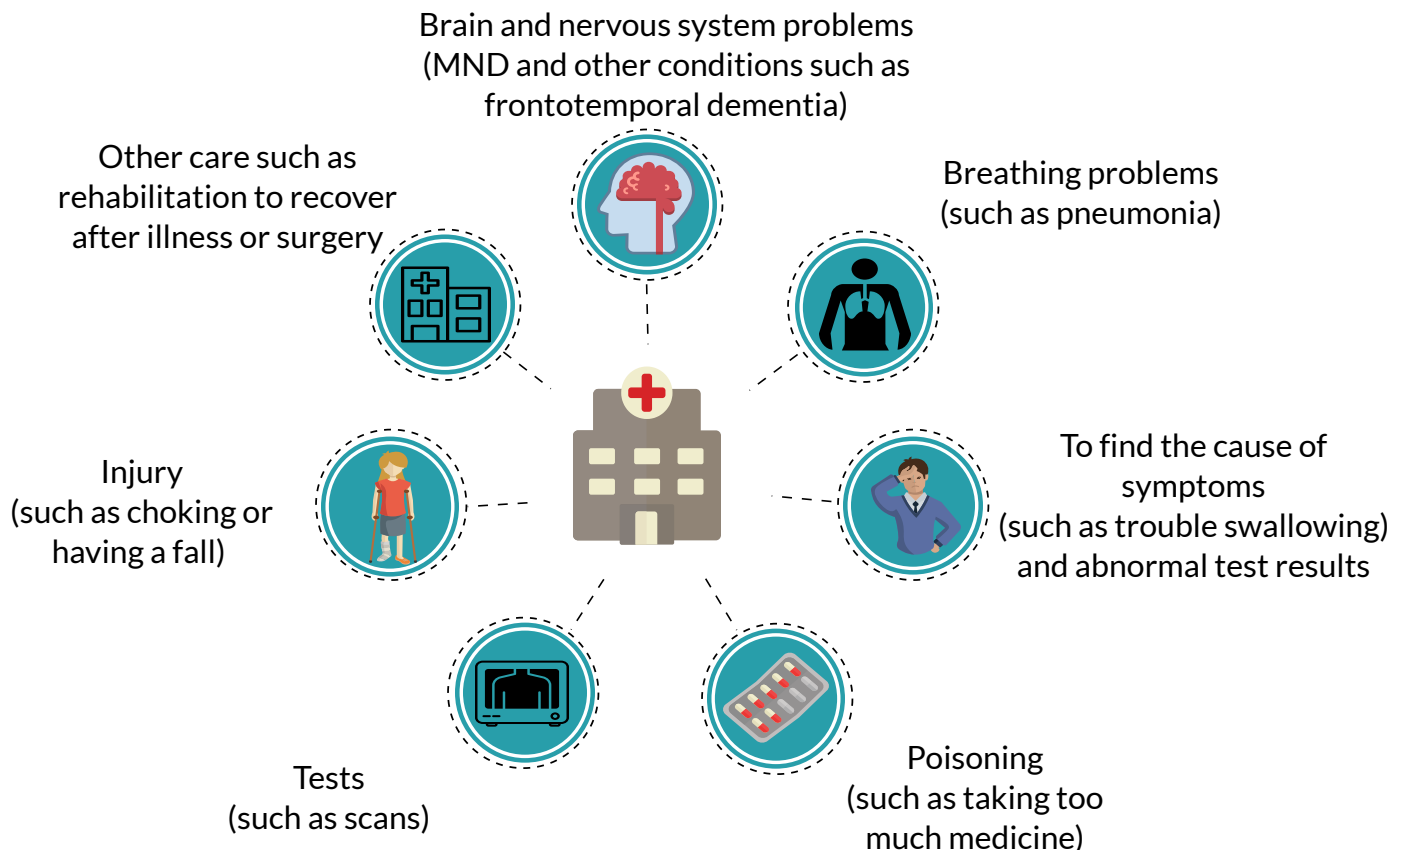 Brain and nervous system problems
(MND and other conditions such as
frontotemporal dementia)
Other care such as
rehabilitation to recover
after illness or surgery
Breathing problems
(such as pneumonia)
Injury
(such as choking or
having a fall)
To find the cause of
symptoms
(such as trouble swallowing)
and abnormal test results
Tests
(such as scans)
Poisoning
(such as taking too
much medicine)